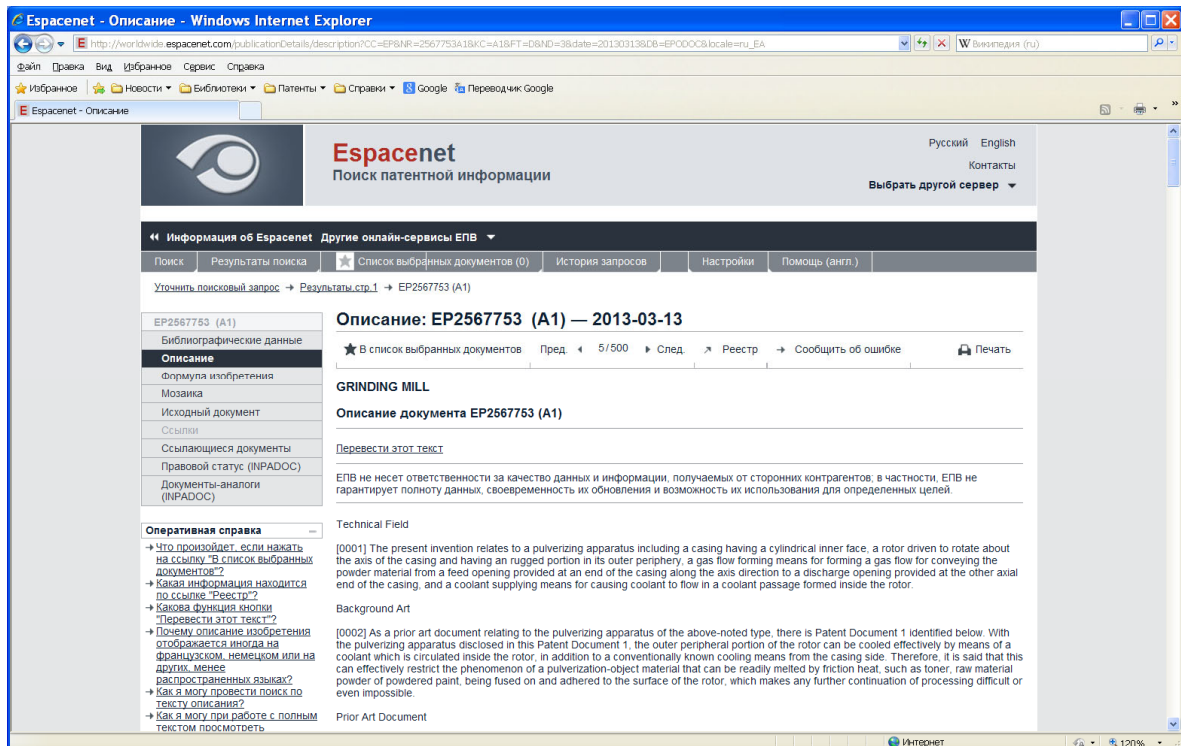 Espacenet - Описание - Windows Internet Explorer
http://worldwide.espacenet.com/publicationDetails/description?CC=EP&NR=2567753A1&KC=A1&FT=D&ND=3&date=20130313&DB=EPODOC&locale=ru_EA
Википедия (ru)
Файл Правка Вид Избранное Сервис Справка
Избранное Новости Библиотеки Патенты Справки Google Переводчик Google
Espacenet - Описание
Русский English
Espacenet
Контакты
Поиск патентной информации
Выбрать другой сервер
Информация об Espacenet Другие онлайн-сервисы ЕПВ
Поиск Результаты поиска Список выбранных документов (0) История запросов Настройки Помощь (англ.)
Уточнить поисковый запрос → Результаты.стр.1 → EP2567753 (A1)
EP2567753 (A1)
Библиографические данные
Описание
Формула изобретения
Мозаика
Исходный документ
Ссылки
Ссылающиеся документы
Правовой статус (INPADOC)
Документы-аналоги
(INPADOC)
Оперативная справка
Что произойдет, если нажать
на ссылку "В список выбранных
документов"?
Какая информация находится
по ссылке "Реестр"?
Какова функция кнопки
"Перевести этот текст"?
Почему описание изобретения
отображается иногда на
французском, немецком или на
других, менее
распространенных языках?
Как я могу провести поиск по
тексту описания?
Как я могу при работе с полным
текстом просмотреть
Описание: EP2567753 (A1) — 2013-03-13
В список выбранных документов Пред. 5/500 След. Реестр → Сообщить об ошибке Печать
GRINDING MILL
Описание документа EP2567753 (A1)
Перевести этот текст
ЕПВ не несет ответственности за качество данных и информации, получаемых от сторонних контрагентов; в частности, ЕПВ не
гарантирует полноту данных, своевременность их обновления и возможность их использования для определенных целей.
Technical Field
[0001] The present invention relates to a pulverizing apparatus including a casing having a cylindrical inner face, a rotor driven to rotate about
the axis of the casing and having an rugged portion in its outer periphery, a gas flow forming means for forming a gas flow for conveying the
powder material from a feed opening provided at an end of the casing along the axis direction to a discharge opening provided at the other axial
end of the casing, and a coolant supplying means for causing coolant to flow in a coolant passage formed inside the rotor.
Background Art
[0002] As a prior art document relating to the pulverizing apparatus of the above-noted type, there is Patent Document 1 identified below. With
the pulverizing apparatus disclosed in this Patent Document 1, the outer peripheral portion of the rotor can be cooled effectively by means of a
coolant which is circulated inside the rotor, in addition to a conventionally known cooling means from the casing side. Therefore, it is said that this
can effectively restrict the phenomenon of a pulverization-object material that can be readily melted by friction heat, such as toner, raw material
powder of powdered paint, being fused on and adhered to the surface of the rotor, which makes any further continuation of processing difficult or
even impossible.
Prior Art Document
Интернет 120%